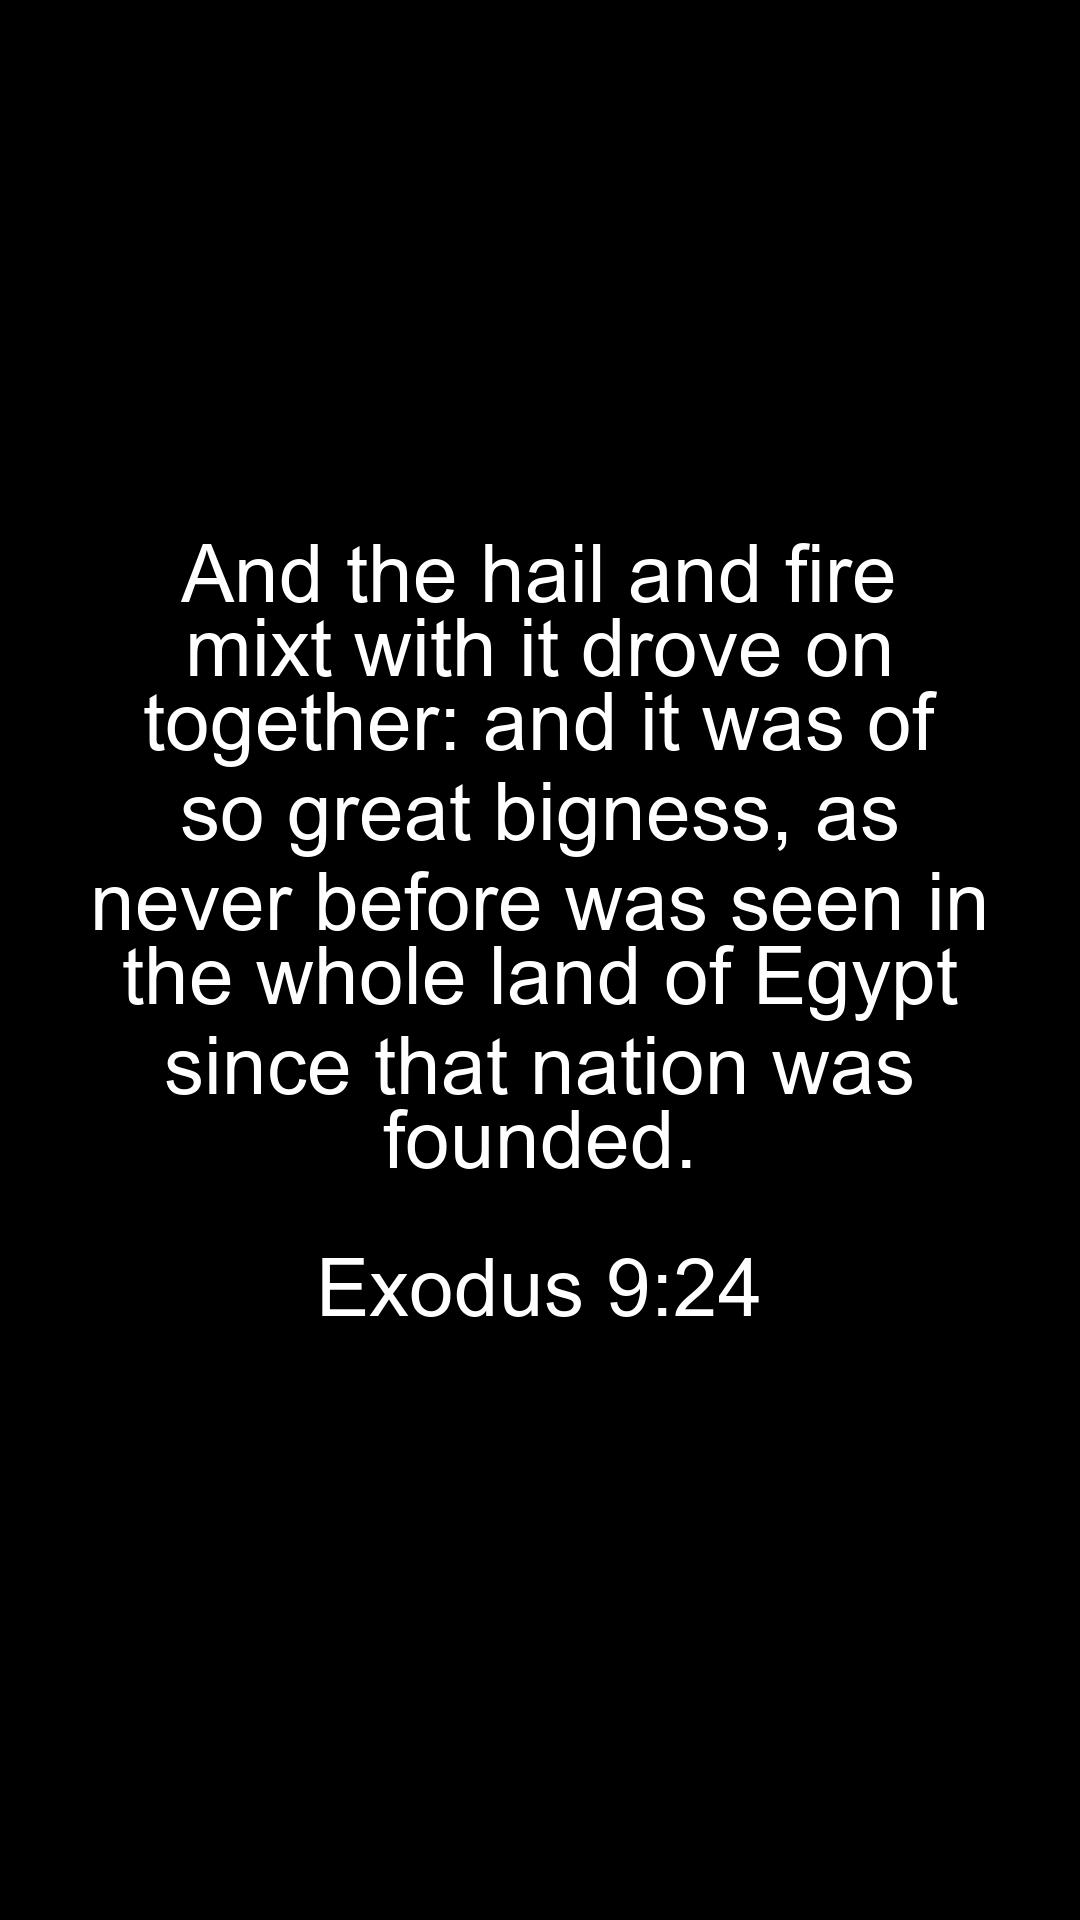 And the hail and fire
mixt with it drove on
together: and it was of
so great bigness, as
never before was seen in
the whole land of Egypt
since that nation was
founded.
Exodus 9:24